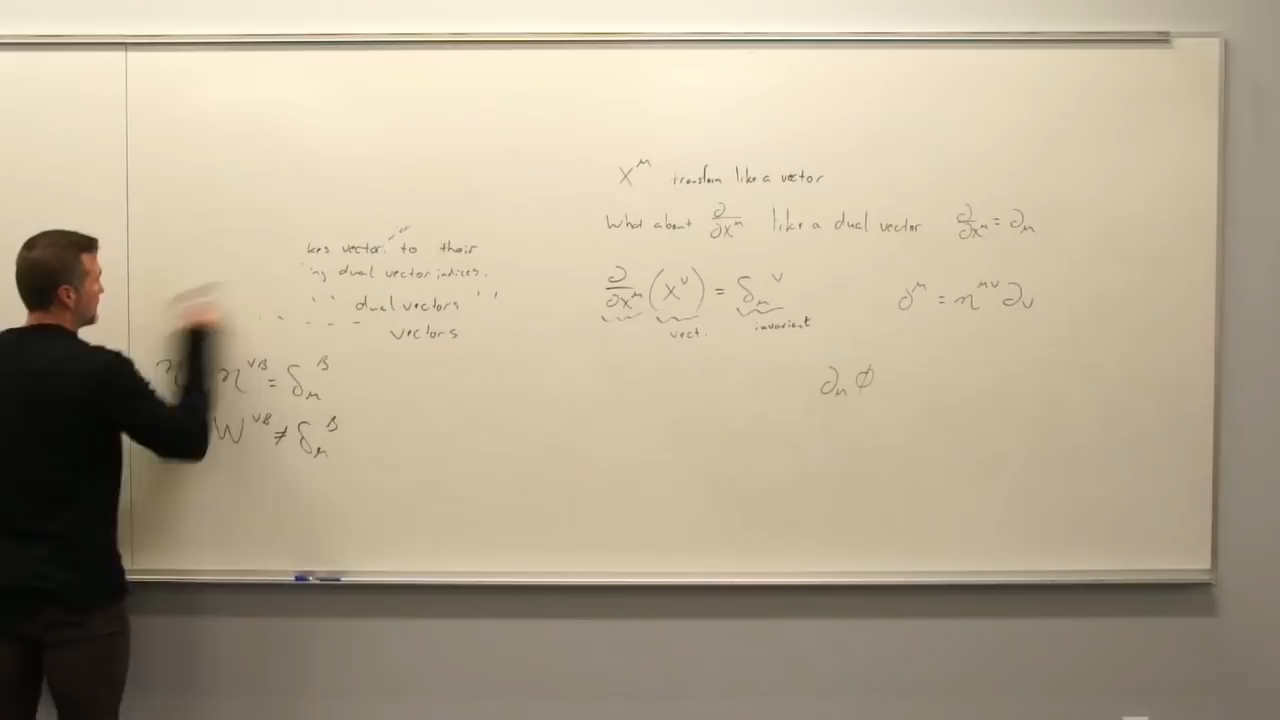 kes vector to their
ing dual vector indices.
dual vectors
vectors
η η^{νβ} = δ_μ^β
W^{νβ} ≠ δ_μ^β
X^μ transform like a vector
What about ∂/∂x^μ like a dual vector ∂/∂x^μ = ∂_μ
∂/∂x^μ (x^ν) = δ_μ^ν
vect. invariant
∂^μ = η^{μν} ∂_ν
∂_μ φ